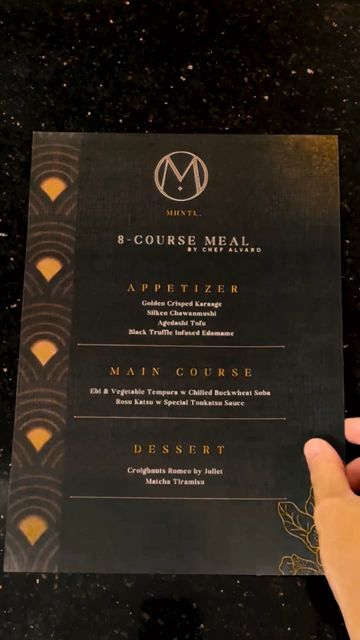 M
MHNTL.
8-COURSE MEAL
BY CHEF ALVARO
APPETIZER
Golden Crisped Karaage
Silken Chawanmushi
Agedashi Tofu
Black Truffle Infused Edamame
MAIN COURSE
Ebi & Vegetable Tempura w Chilled Buckwheat Soba
Rosu Katsu w Special Tonkatsu Sauce
DESSERT
Croighnuts Romeo by Juliet
Matcha Tiramisu